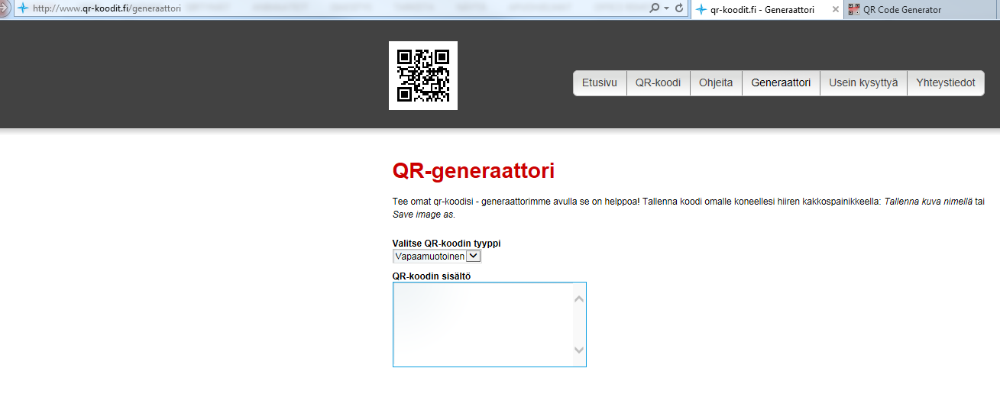 http://www.qr-koodit.fi/generaattori
qr-koodit.fi - Generaattori
QR Code Generator
Etusivu
QR-koodi
Ohjeita
Generaattori
Usein kysyttyä
Yhteystiedot
QR-generaattori
Tee omat qr-koodisi - generaattorimme avulla se on helppoa! Tallenna koodi omalle koneellesi hiiren kakkospainikkeella: Tallenna kuva nimellä tai
Save image as.
Valitse QR-koodin tyyppi
Vapaamuotoinen
QR-koodin sisältö